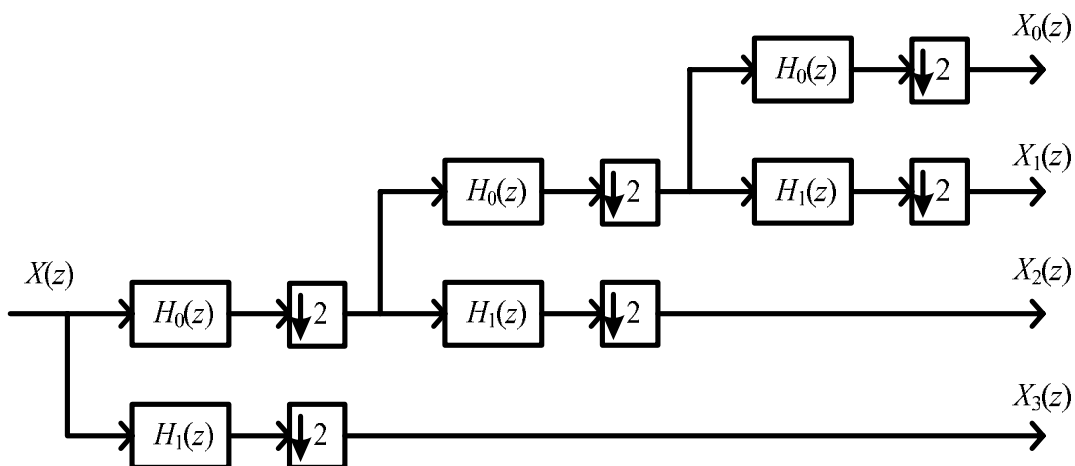 X₀(z)
H₀(z) ↓2
X₁(z)
H₀(z) ↓2 H₁(z) ↓2
X(z) X₂(z)
H₀(z) ↓2 H₁(z) ↓2
X₃(z)
H₁(z) ↓2